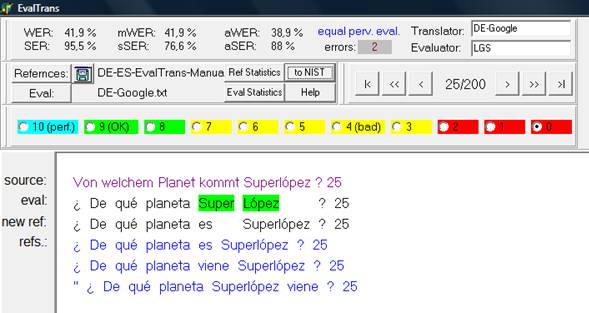 EvalTrans
WER: 41,9 % mWER: 41,9 % aWER: 38,9 % equal perv. eval. Translator: DE-Google
SER: 95,5 % sSER: 76,6 % aSER: 88 % errors: 2 Evaluator: LGS
Refernces: DE-ES-EvalTrans-Manua Ref Statistics to NIST
Eval: DE-Google.txt Eval Statistics Help
|< << < 25/200 > >> >|
10 (perf.) 9 (OK) 8 7 6 5 4 (bad) 3 2 1 0
source: Von welchem Planet kommt Superlópez ? 25
eval: ¿ De qué planeta Super López ? 25
new ref: ¿ De qué planeta es Superlópez ? 25
refs.: ¿ De qué planeta es Superlópez ? 25
¿ De qué planeta viene Superlópez ? 25
" ¿ De qué planeta Superlópez viene ? 25